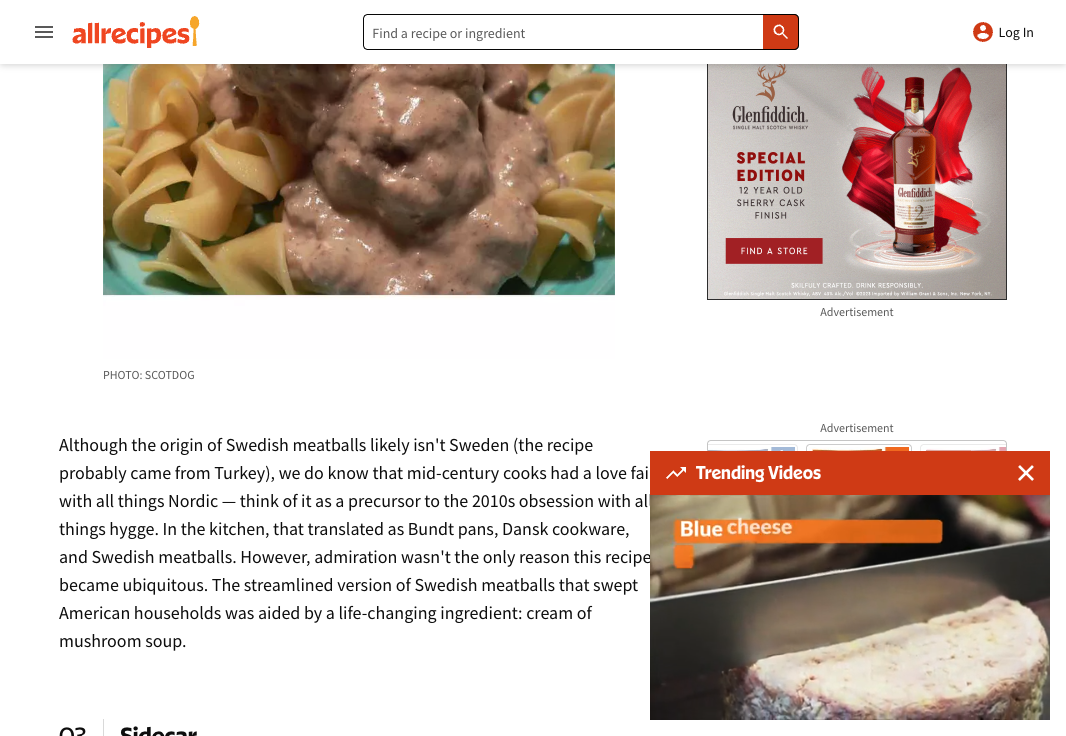 allrecipes
Find a recipe or ingredient
Log In
Glenfiddich.
SINGLE MALT SCOTCH WHISKY
SPECIAL
EDITION
12 YEAR OLD
SHERRY CASK
FINISH
Glenfiddich
12
FIND A STORE
SKILFULLY CRAFTED. DRINK RESPONSIBLY.
Advertisement
PHOTO: SCOTDOG
Advertisement
Although the origin of Swedish meatballs likely isn't Sweden (the recipe
probably came from Turkey), we do know that mid-century cooks had a love fai
with all things Nordic — think of it as a precursor to the 2010s obsession with al
things hygge. In the kitchen, that translated as Bundt pans, Dansk cookware,
and Swedish meatballs. However, admiration wasn't the only reason this recipe
became ubiquitous. The streamlined version of Swedish meatballs that swept
American households was aided by a life-changing ingredient: cream of
mushroom soup.
Trending Videos
Blue cheese
03 Sidecar